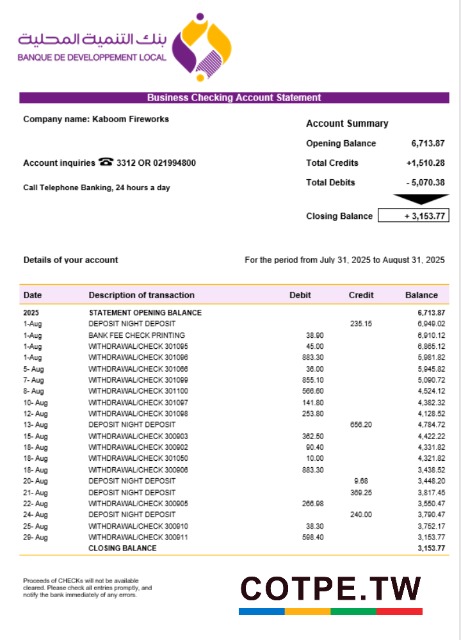 بنك التنمية المحلية
BANQUE DE DEVELOPPEMENT LOCAL
Business Checking Account Statement
Company name: Kaboom Fireworks
Account Summary
Opening Balance 6,713.87
Account inquiries ☎ 3312 OR 021994800
Total Credits +1,510.28
Call Telephone Banking, 24 hours a day
Total Debits - 5,070.38
Closing Balance + 3,153.77
Details of your account For the period from July 31, 2025 to August 31, 2025
Date Description of transaction Debit Credit Balance
2025 STATEMENT OPENING BALANCE 6,713.87
1-Aug DEPOSIT NIGHT DEPOSIT 235.15 6,949.02
1-Aug BANK FEE CHECK PRINTING 38.90 6,910.12
1-Aug WITHDRAWAL/CHECK 301095 45.00 6,865.12
1-Aug WITHDRAWAL/CHECK 301096 883.30 5,981.82
5- Aug WITHDRAWAL/CHECK 301066 36.00 5,945.82
7- Aug WITHDRAWAL/CHECK 301099 855.10 5,090.72
8- Aug WITHDRAWAL/CHECK 301100 566.60 4,524.12
10- Aug WITHDRAWAL/CHECK 301097 141.80 4,382.32
12- Aug WITHDRAWAL/CHECK 301098 253.80 4,128.52
13- Aug DEPOSIT NIGHT DEPOSIT 656.20 4,784.72
15- Aug WITHDRAWAL/CHECK 300903 362.50 4,422.22
18- Aug WITHDRAWAL/CHECK 300902 90.40 4,331.82
18- Aug WITHDRAWAL/CHECK 301050 10.00 4,321.82
18- Aug WITHDRAWAL/CHECK 300906 883.30 3,438.52
20- Aug DEPOSIT NIGHT DEPOSIT 9.68 3,448.20
21- Aug DEPOSIT NIGHT DEPOSIT 369.25 3,817.45
22- Aug WITHDRAWAL/CHECK 300905 266.98 3,550.47
24- Aug DEPOSIT NIGHT DEPOSIT 240.00 3,790.47
25- Aug WITHDRAWAL/CHECK 300910 38.30 3,752.17
29- Aug WITHDRAWAL/CHECK 300911 598.40 3,153.77
CLOSING BALANCE 3,153.77
Proceeds of CHECKs will not be available
cleared. Please check all entries promptly, and
notify the bank immediately of any errors.
COTPE.TW